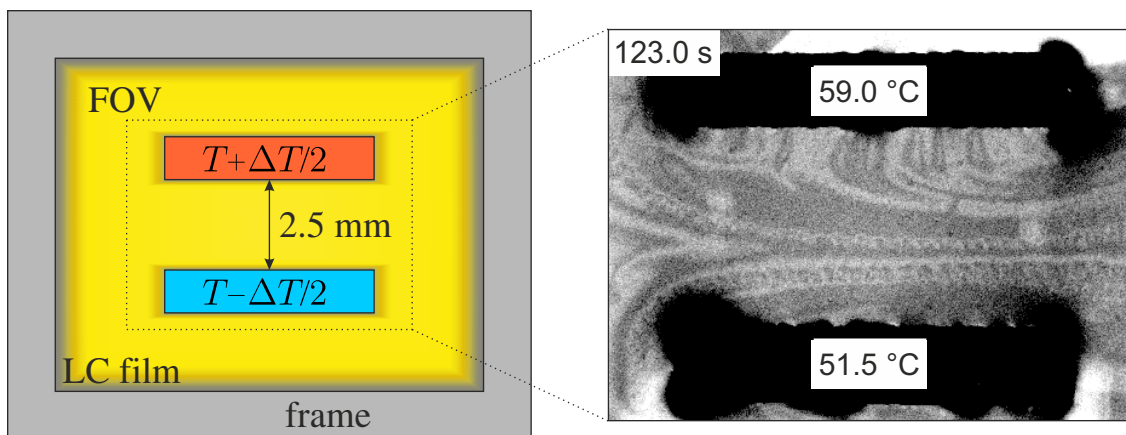 FOV
T+ΔT/2
2.5 mm
T−ΔT/2
LC film
frame
123.0 s
59.0 °C
51.5 °C